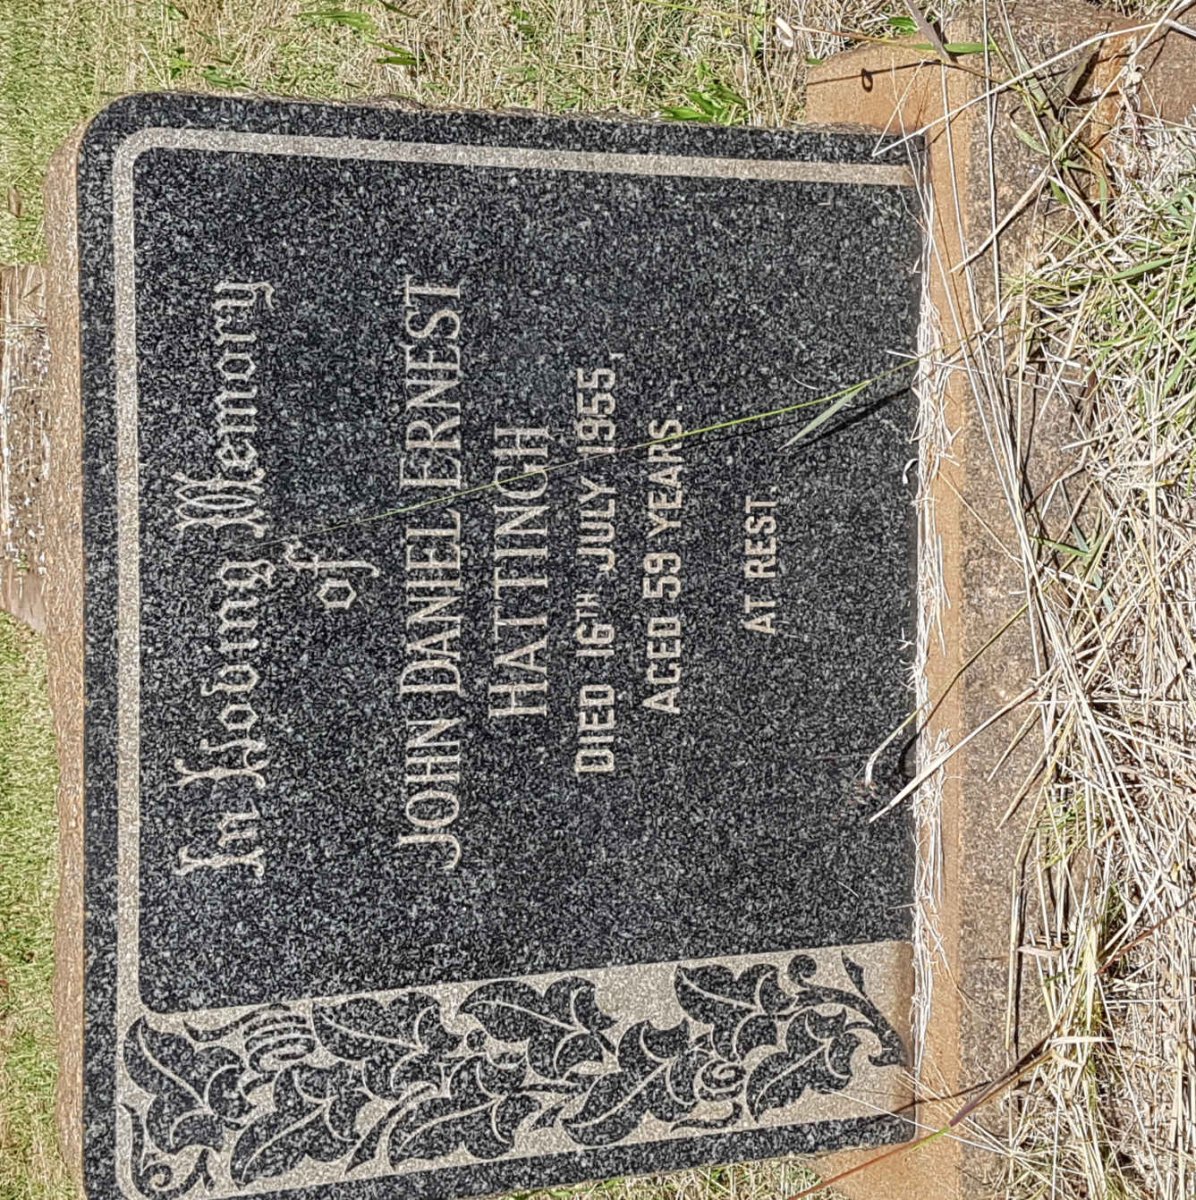 In Loving Memory
of
JOHN DANIEL ERNEST
HATTINGH
DIED 16TH JULY 1955,
AGED 59 YEARS.
AT REST.